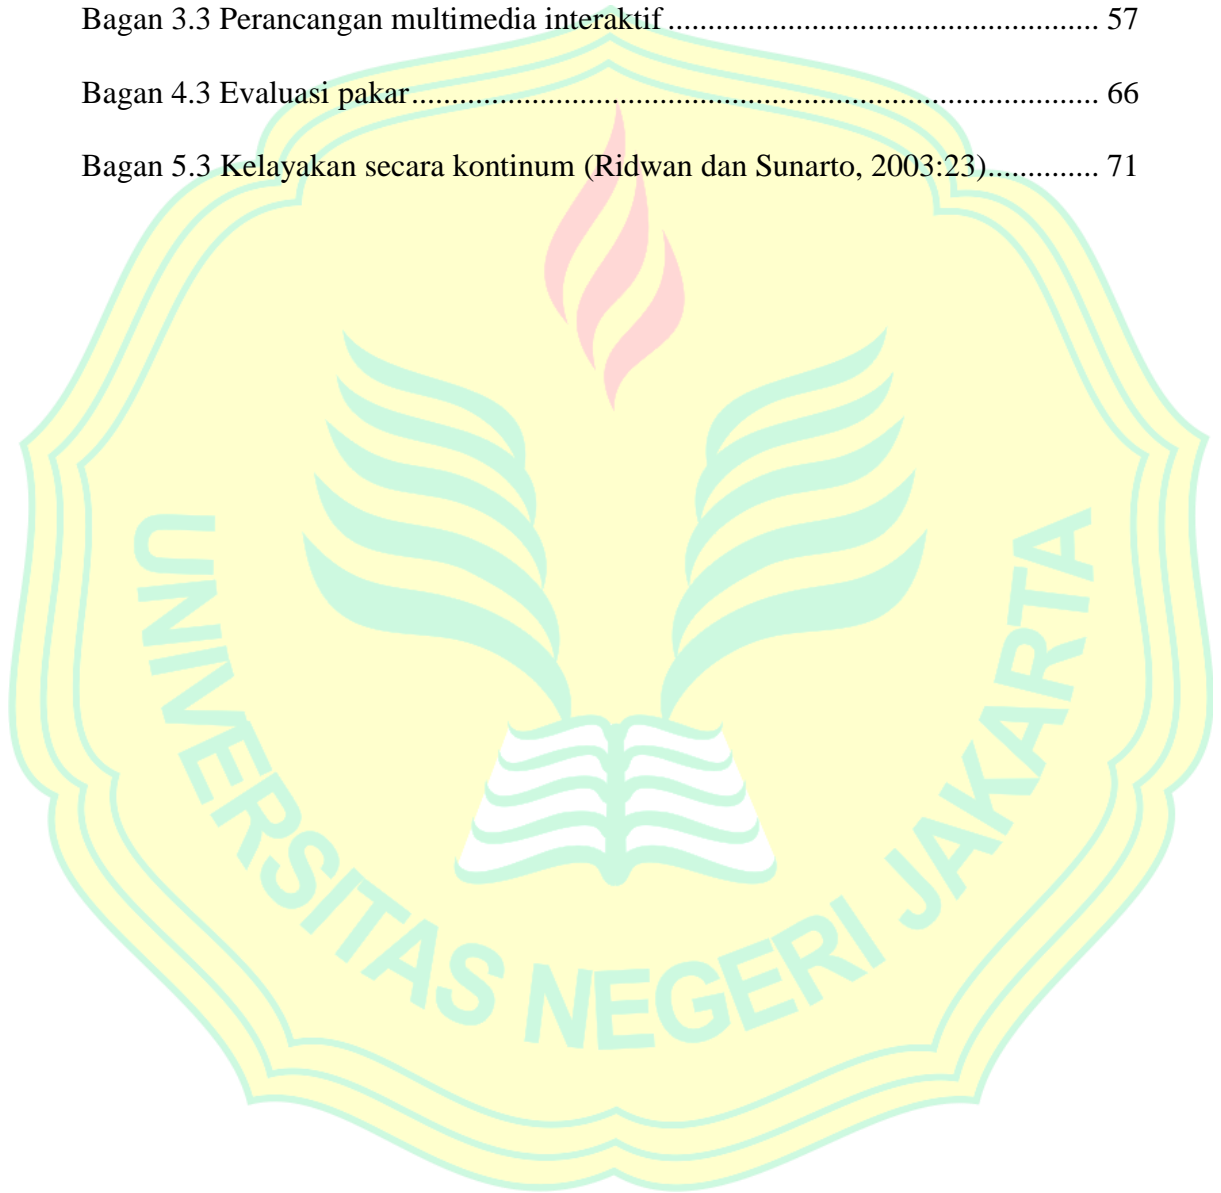 Bagan 3.3 Perancangan multimedia interaktif ...................................................... 57
Bagan 4.3 Evaluasi pakar...................................................................................... 66
Bagan 5.3 Kelayakan secara kontinum (Ridwan dan Sunarto, 2003:23).............. 71
UNIVERSITAS NEGERI JAKARTA